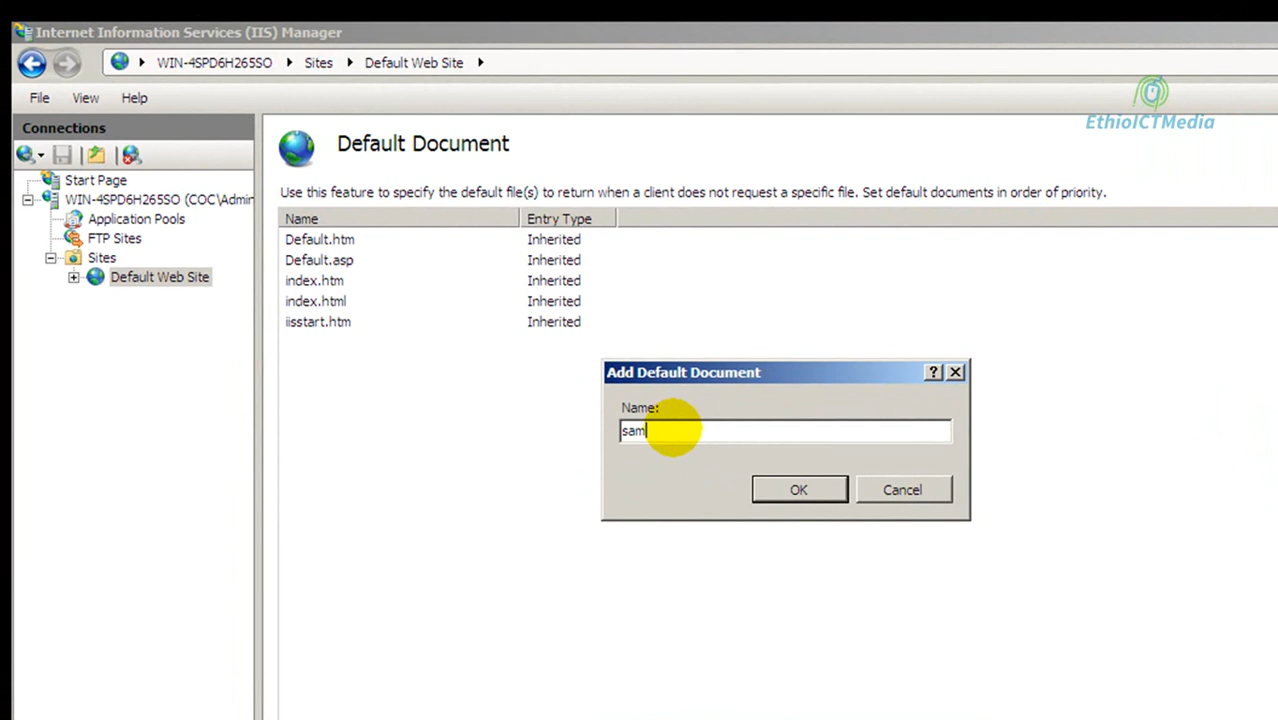 Internet Information Services (IIS) Manager
WIN-4SPD6H265SO
Sites
Default Web Site
File View Help
EthioICTMedia
Connections
Start Page
WIN-4SPD6H265SO (COC\Admin
Application Pools
FTP Sites
Sites
Default Web Site
Default Document
Use this feature to specify the default file(s) to return when a client does not request a specific file. Set default documents in order of priority.
Name Entry Type
Default.htm Inherited
Default.asp Inherited
index.htm Inherited
index.html Inherited
iisstart.htm Inherited
Add Default Document
Name:
sam
OK Cancel